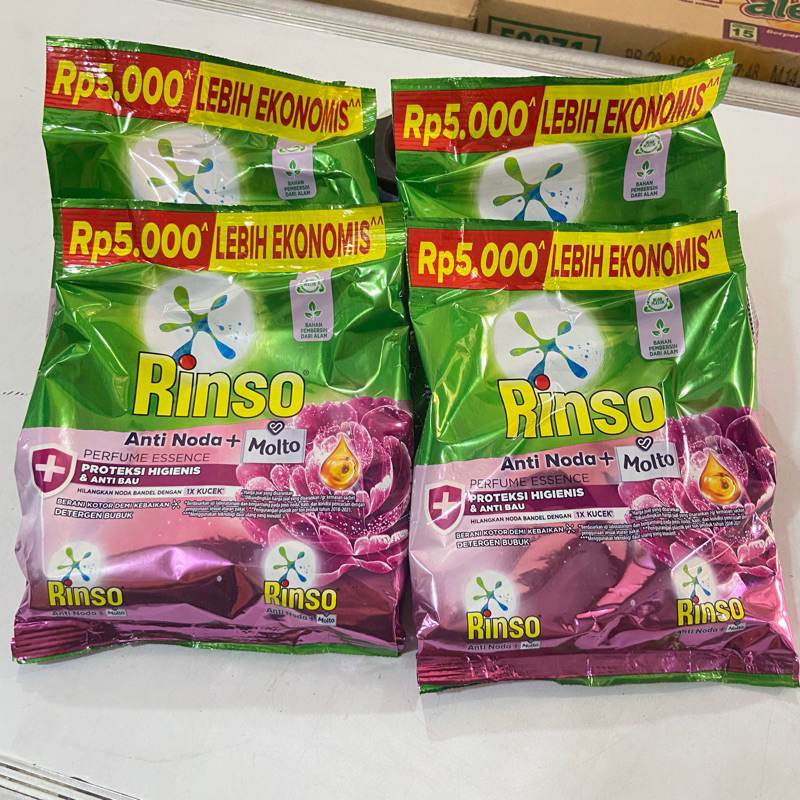 50971
15
Rp5.000^ LEBIH EKONOMIS^^
BAHAN
PEMBERSIH
DARI ALAM
Rp5.000^ LEBIH EKONOMIS^^
BAHAN
PEMBERSIH
DARI ALAM
Rp5.000^ LEBIH EKONOMIS^^
BAHAN
PEMBERSIH
DARI ALAM
Rinso
Anti Noda + Molto
PERFUME ESSENCE
PROTEKSI HIGIENIS
& ANTI BAU
HILANGKAN NODA BANDEL DENGAN 1X KUCEK*
BERANI KOTOR DEMI KEBAIKAN
DETERGEN BUBUK
Rinso
Anti Noda + Molto
Rinso
Anti Noda + Molto
Rp5.000^ LEBIH EKONOMIS^^
BAHAN
PEMBERSIH
DARI ALAM
Rinso
Anti Noda + Molto
PERFUME ESSENCE
PROTEKSI HIGIENIS
& ANTI BAU
HILANGKAN NODA BANDEL DENGAN 1X KUCEK*
BERANI KOTOR DEMI KEBAIKAN
DETERGEN BUBUK
Rinso
Anti Noda + Molto
Rinso
Anti Noda + Molto